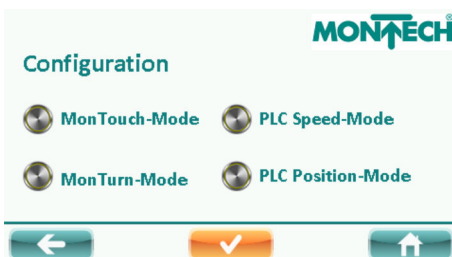 MONTECH®
Configuration
MonTouch-Mode PLC Speed-Mode
MonTurn-Mode PLC Position-Mode